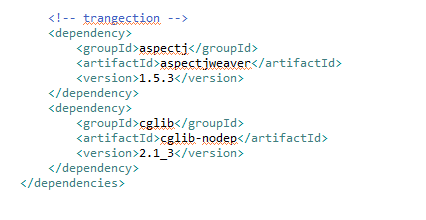 <!-- trangection -->
<dependency>
<groupId>aspectj</groupId>
<artifactId>aspectjweaver</artifactId>
<version>1.5.3</version>
</dependency>
<dependency>
<groupId>cglib</groupId>
<artifactId>cglib-nodep</artifactId>
<version>2.1_3</version>
</dependency>
</dependencies>